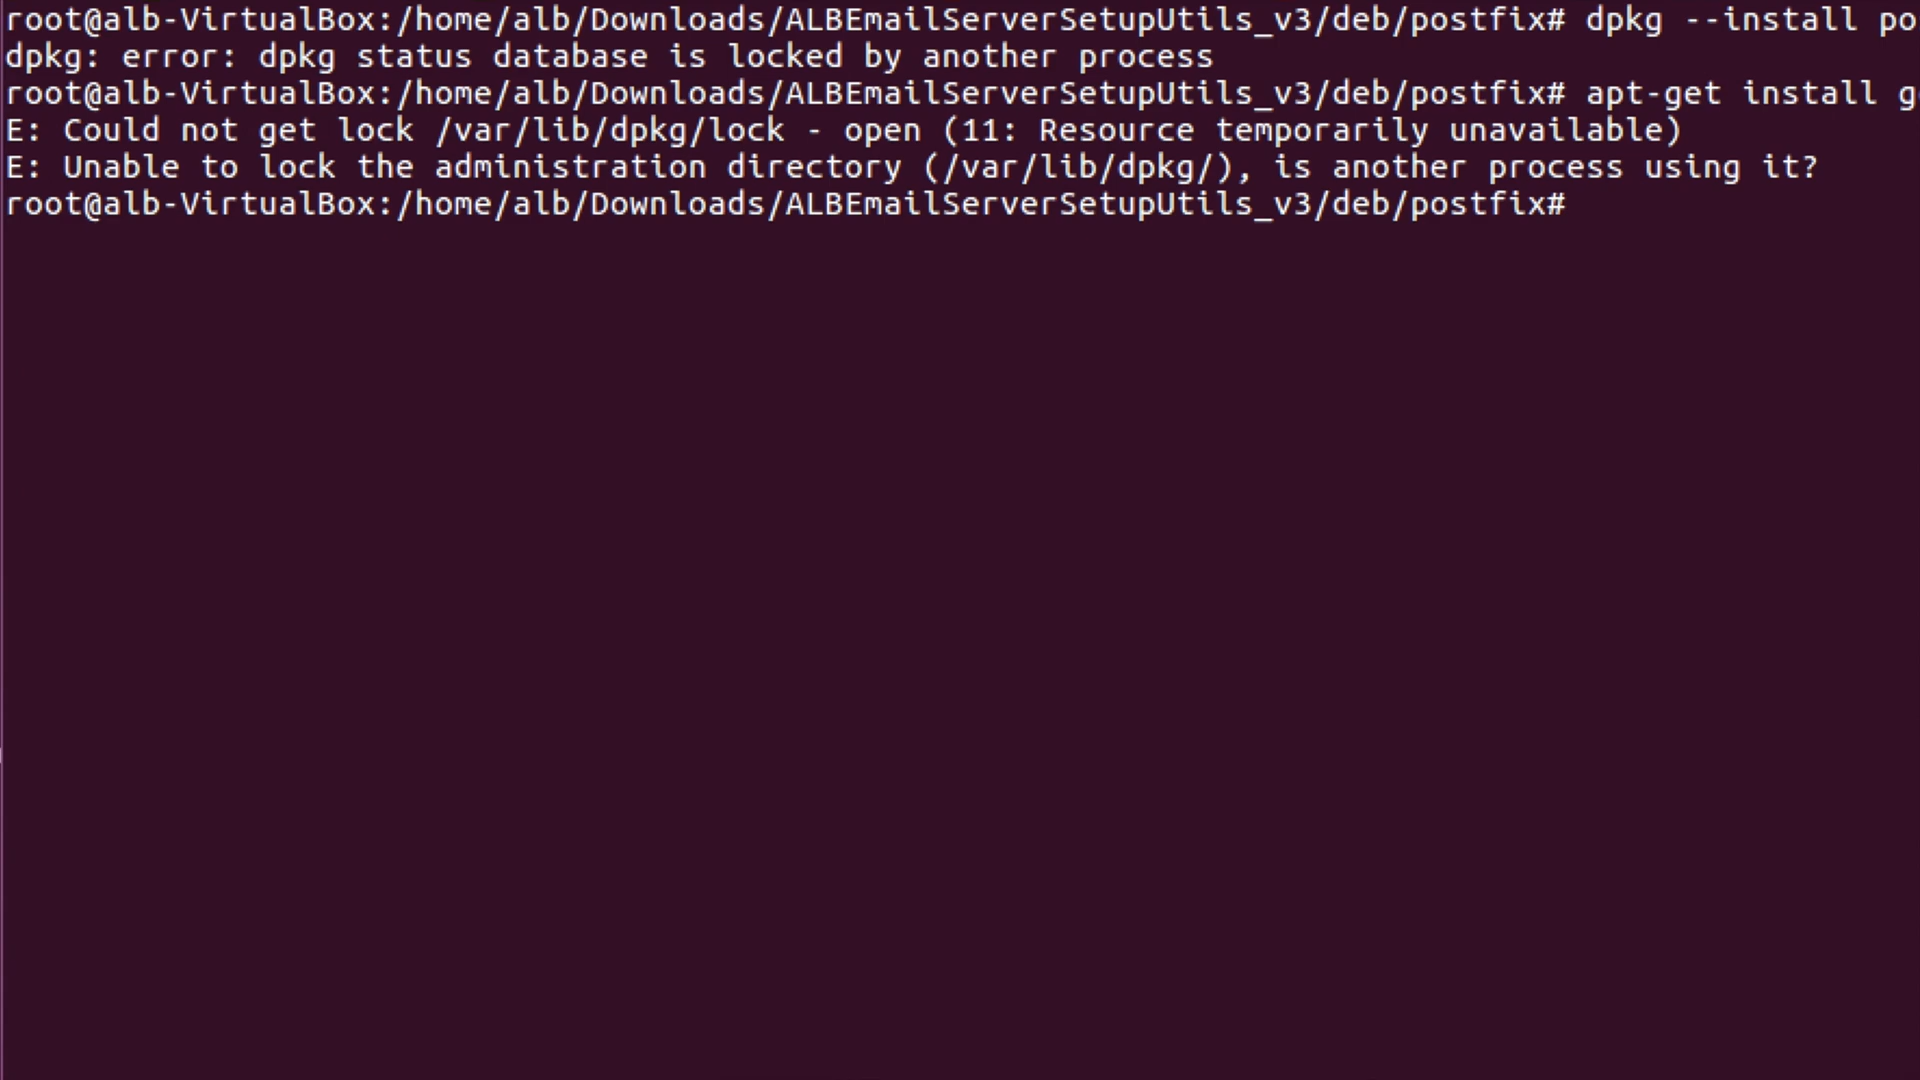 root@alb-VirtualBox:/home/alb/Downloads/ALBEmailServerSetupUtils_v3/deb/postfix# dpkg --install po
dpkg: error: dpkg status database is locked by another process
root@alb-VirtualBox:/home/alb/Downloads/ALBEmailServerSetupUtils_v3/deb/postfix# apt-get install g
E: Could not get lock /var/lib/dpkg/lock - open (11: Resource temporarily unavailable)
E: Unable to lock the administration directory (/var/lib/dpkg/), is another process using it?
root@alb-VirtualBox:/home/alb/Downloads/ALBEmailServerSetupUtils_v3/deb/postfix#